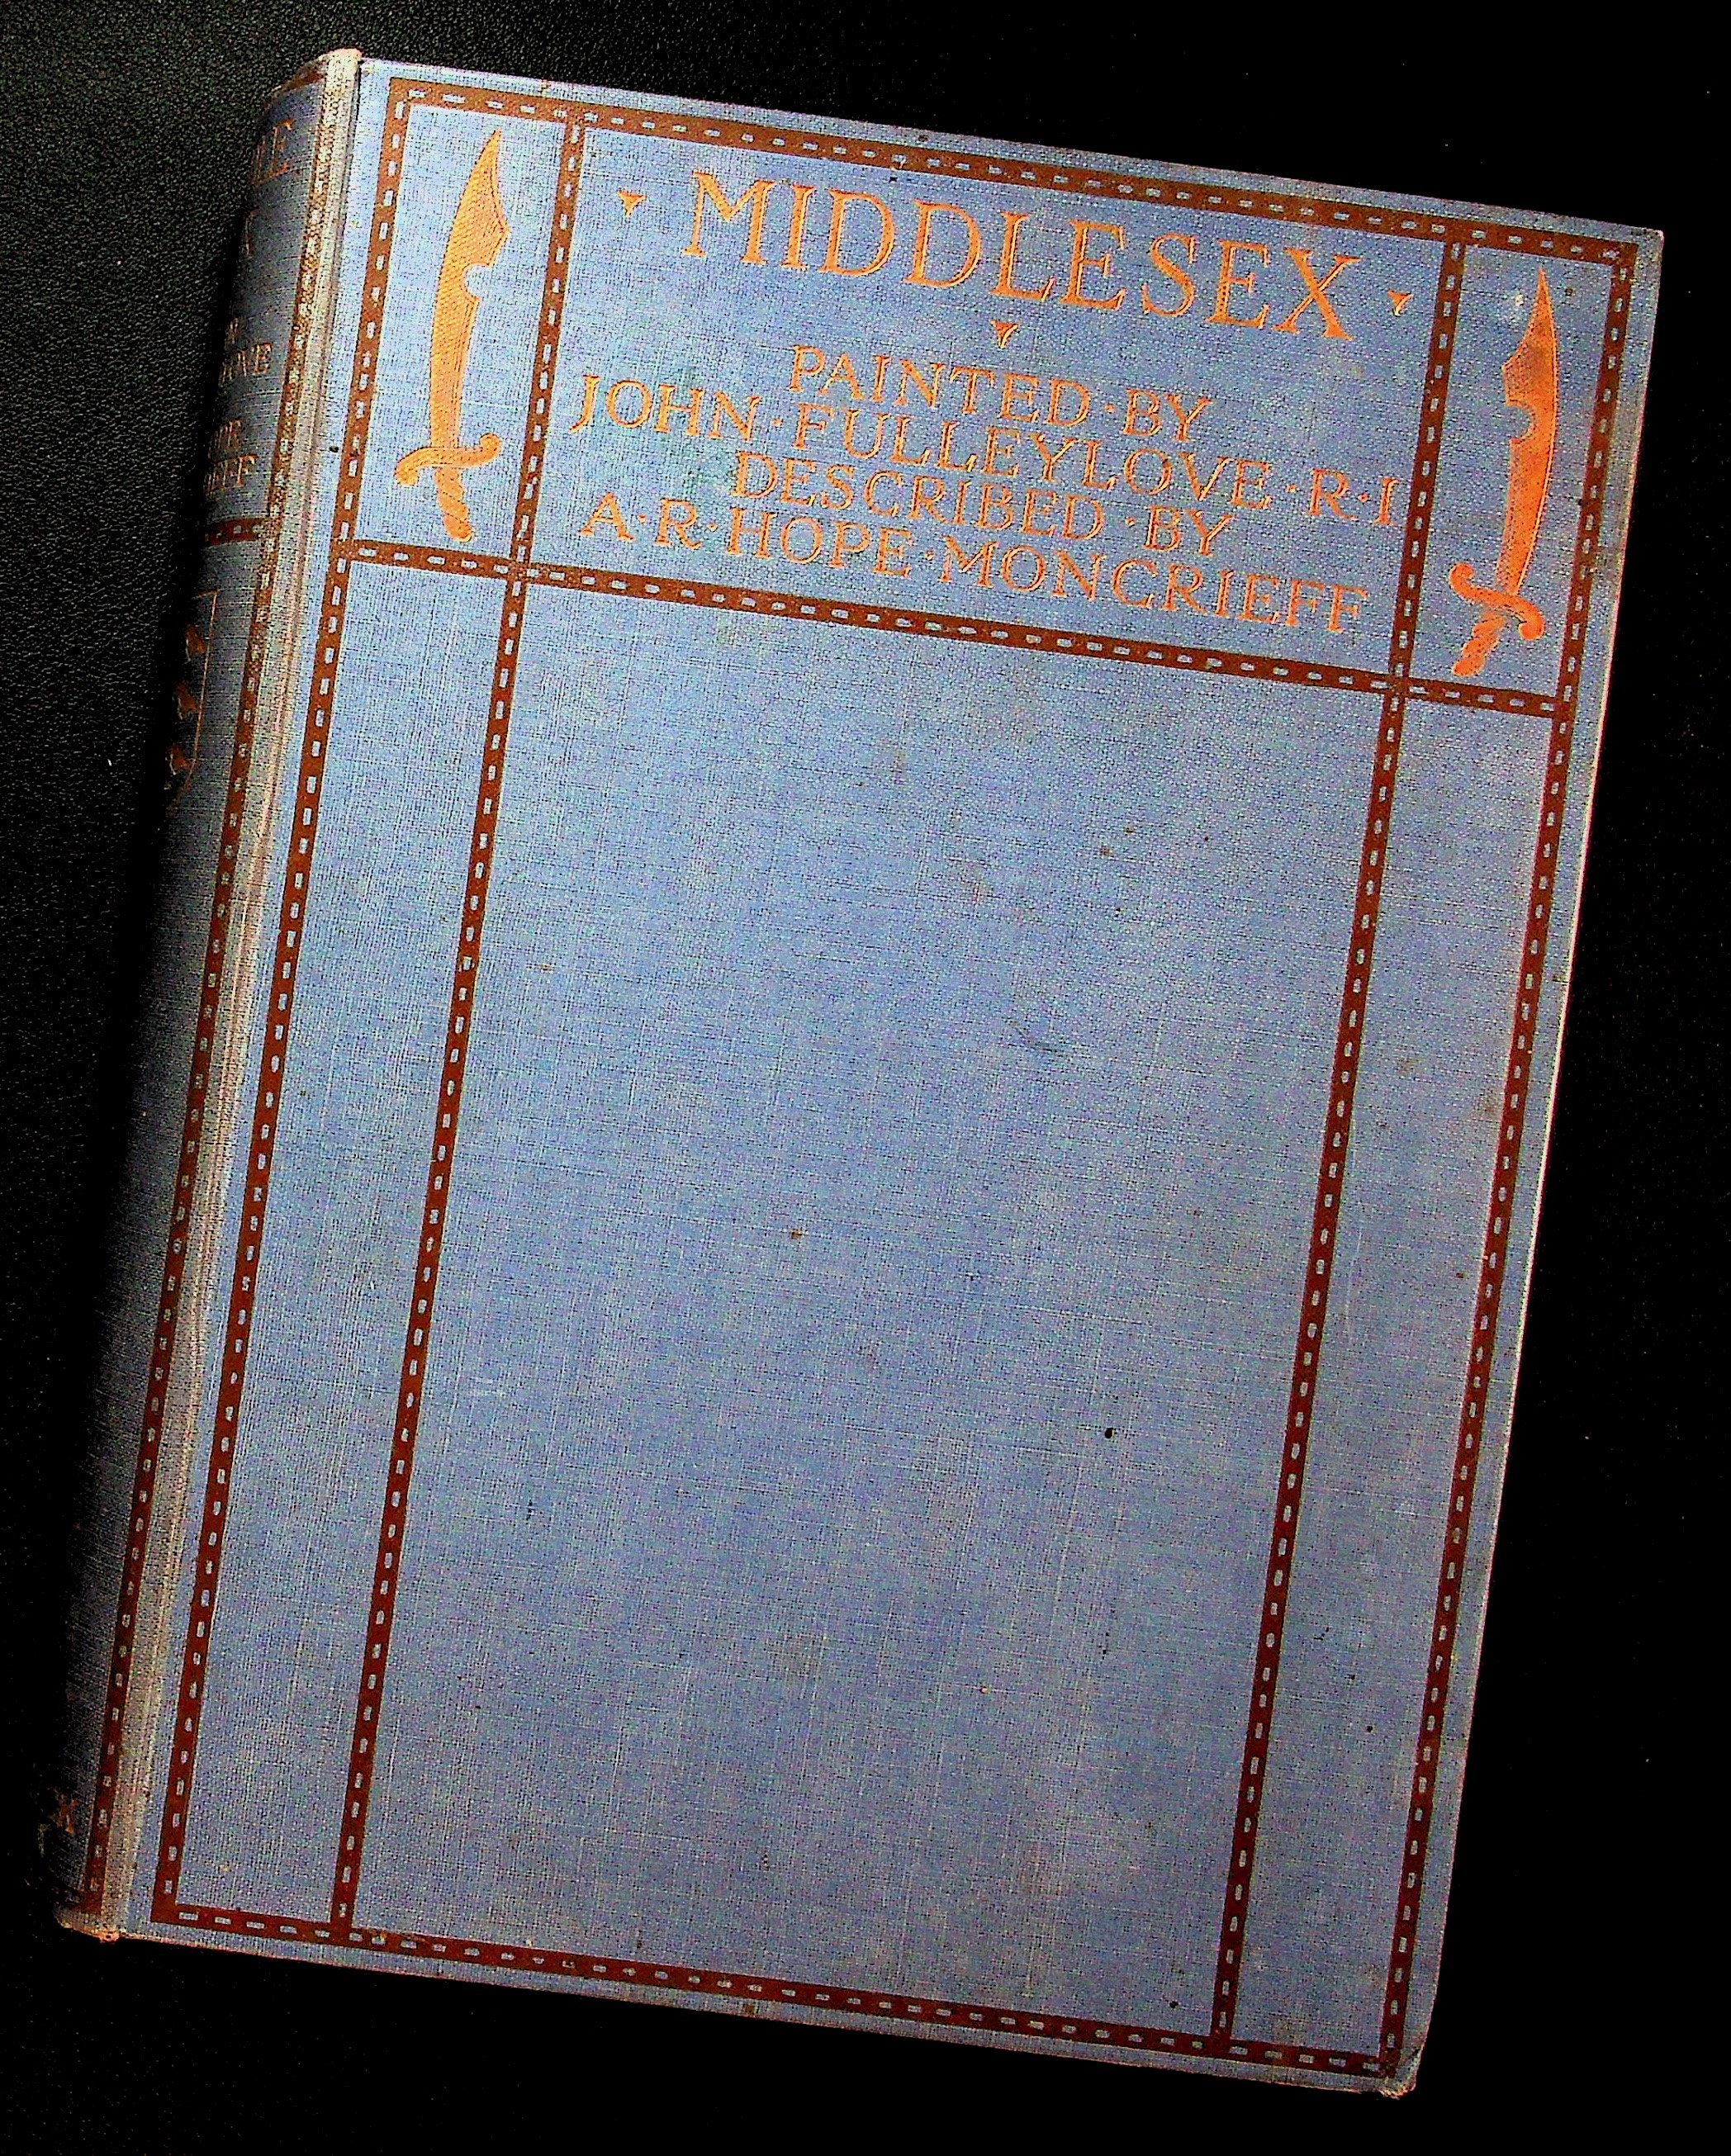 MIDDLESEX
PAINTED·BY
JOHN·FULLEYLOVE·R·I
DESCRIBED·BY
A·R·HOPE·MONCRIEFF